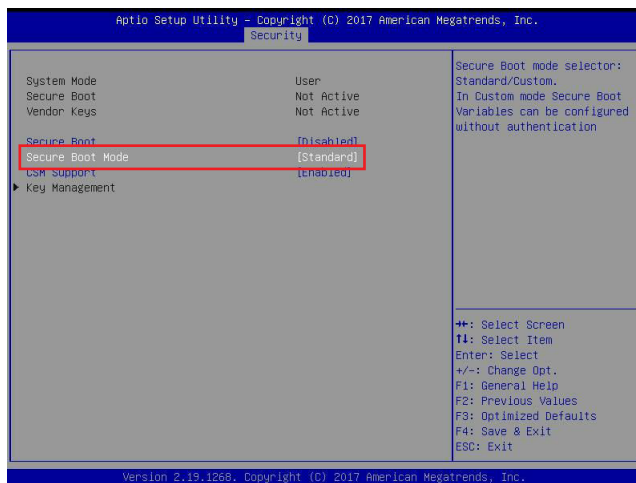 Aptio Setup Utility – Copyright (C) 2017 American Megatrends, Inc.
Security
System Mode User
Secure Boot Not Active
Vendor Keys Not Active
Secure Boot [Disabled]
Secure Boot Mode [Standard]
CSM Support [Enabled]
Key Management
Secure Boot mode selector:
Standard/Custom.
In Custom mode Secure Boot
Variables can be configured
without authentication
→←: Select Screen
↑↓: Select Item
Enter: Select
+/-: Change Opt.
F1: General Help
F2: Previous Values
F3: Optimized Defaults
F4: Save & Exit
ESC: Exit
Version 2.19.1268. Copyright (C) 2017 American Megatrends, Inc.